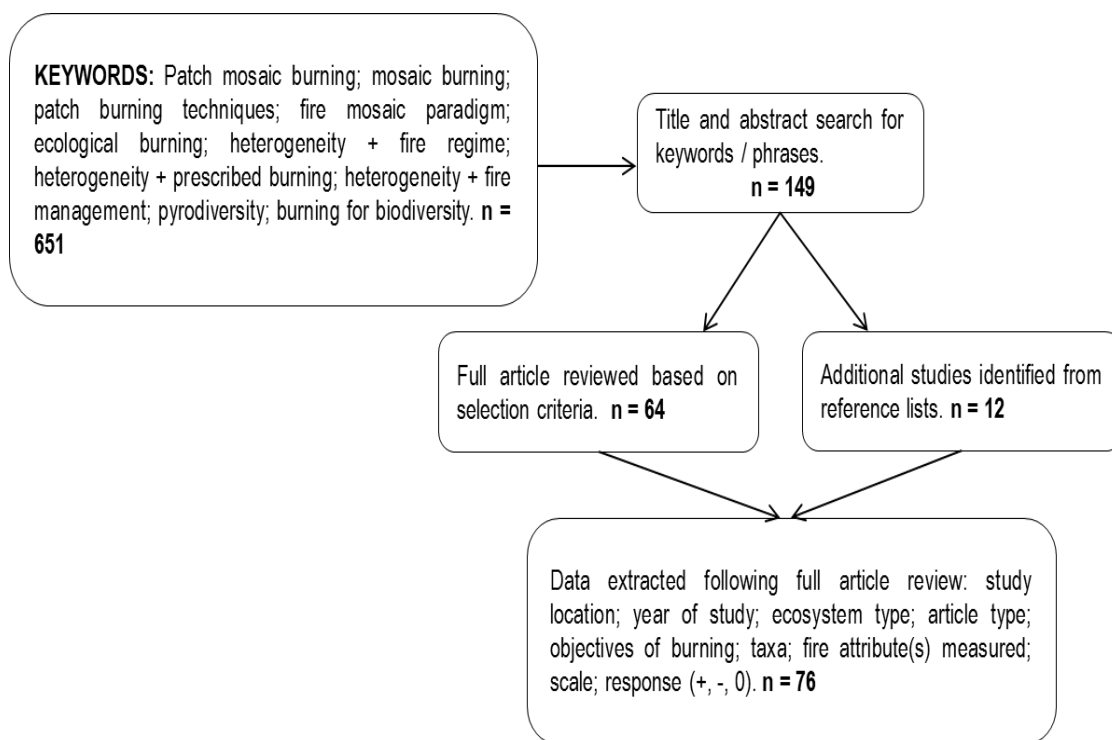 KEYWORDS: Patch mosaic burning; mosaic burning;
patch burning techniques; fire mosaic paradigm;
ecological burning; heterogeneity + fire regime;
heterogeneity + prescribed burning; heterogeneity + fire
management; pyrodiversity; burning for biodiversity. n =
651
Title and abstract search for
keywords / phrases.
n = 149
Full article reviewed based on
selection criteria. n = 64
Additional studies identified from
reference lists. n = 12
Data extracted following full article review: study
location; year of study; ecosystem type; article type;
objectives of burning; taxa; fire attribute(s) measured;
scale; response (+, -, 0). n = 76